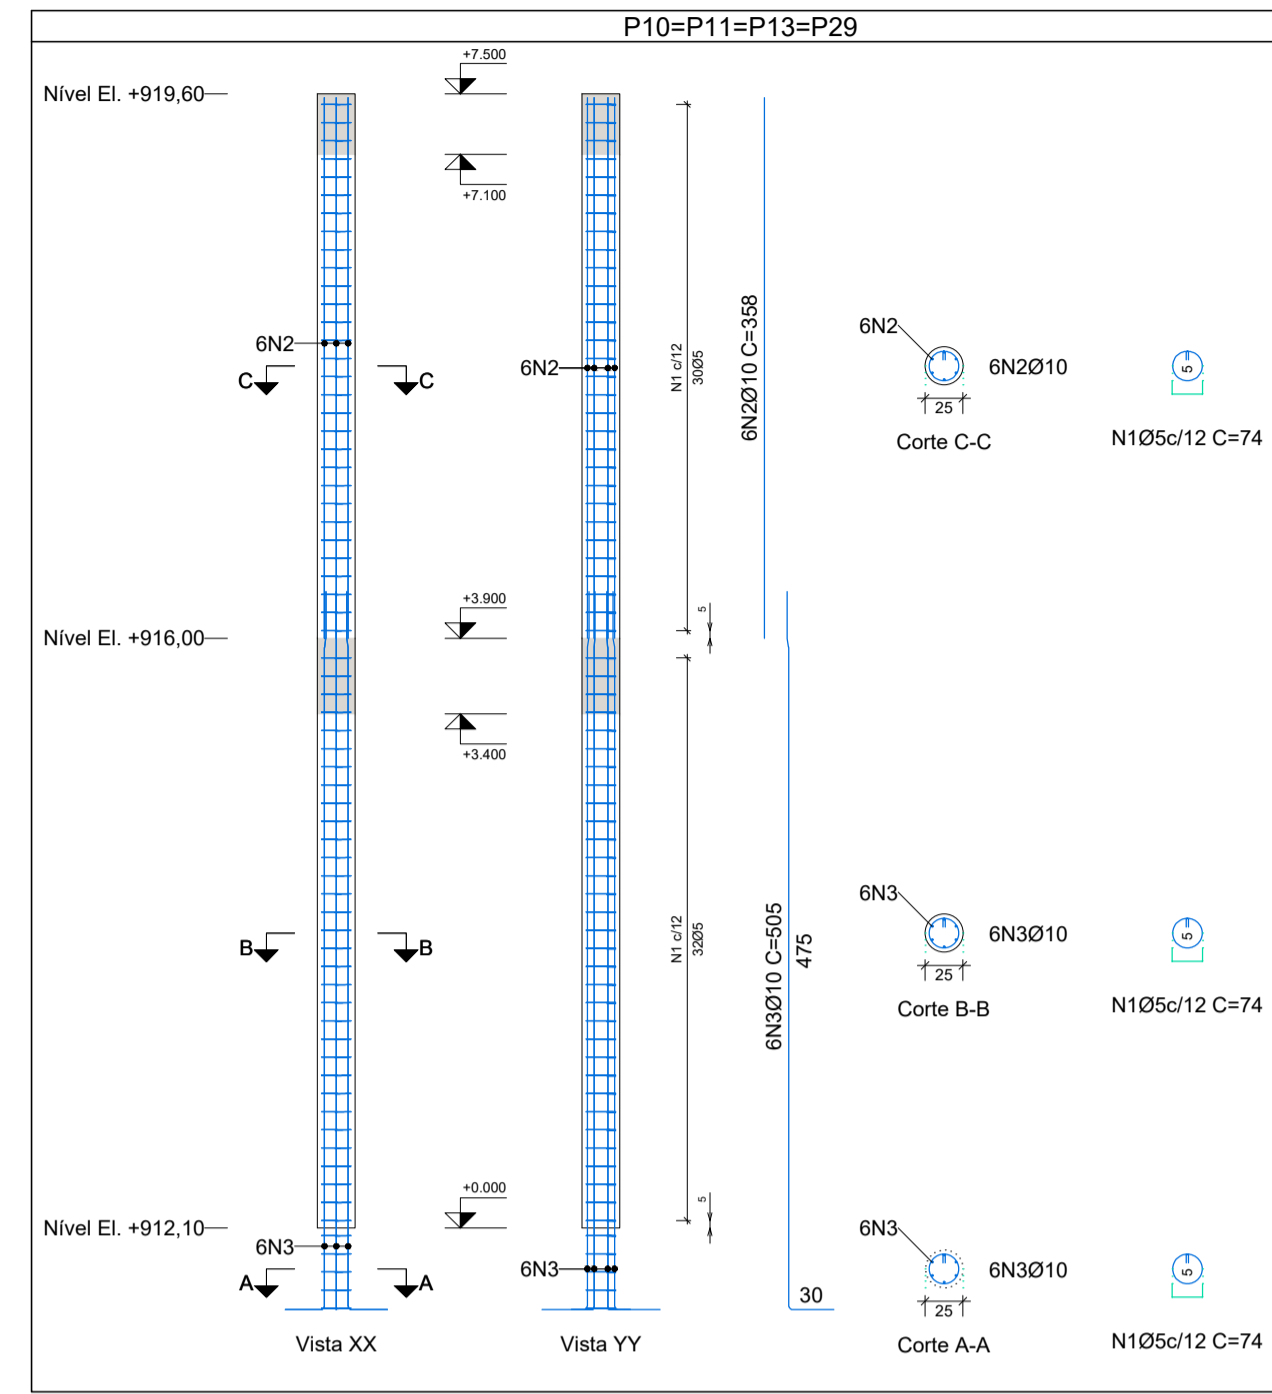 P10=P11=P13=P29
+7.500
Nível El. +919,60
+7.100
6N2
C
C
6N2
N1 c/12
30Ø5
6N2Ø10 C=358
6N2
6N2Ø10
25
Corte C-C
5
N1Ø5c/12 C=74
+3.900
5
Nível El. +916,00
+3.400
B
B
N1 c/12
32Ø5
6N3Ø10 C=505
475
6N3
6N3Ø10
25
Corte B-B
5
N1Ø5c/12 C=74
+0.000
5
Nível El. +912,10
6N3
A
A
6N3
30
6N3
6N3Ø10
25
Corte A-A
5
N1Ø5c/12 C=74
Vista XX
Vista YY